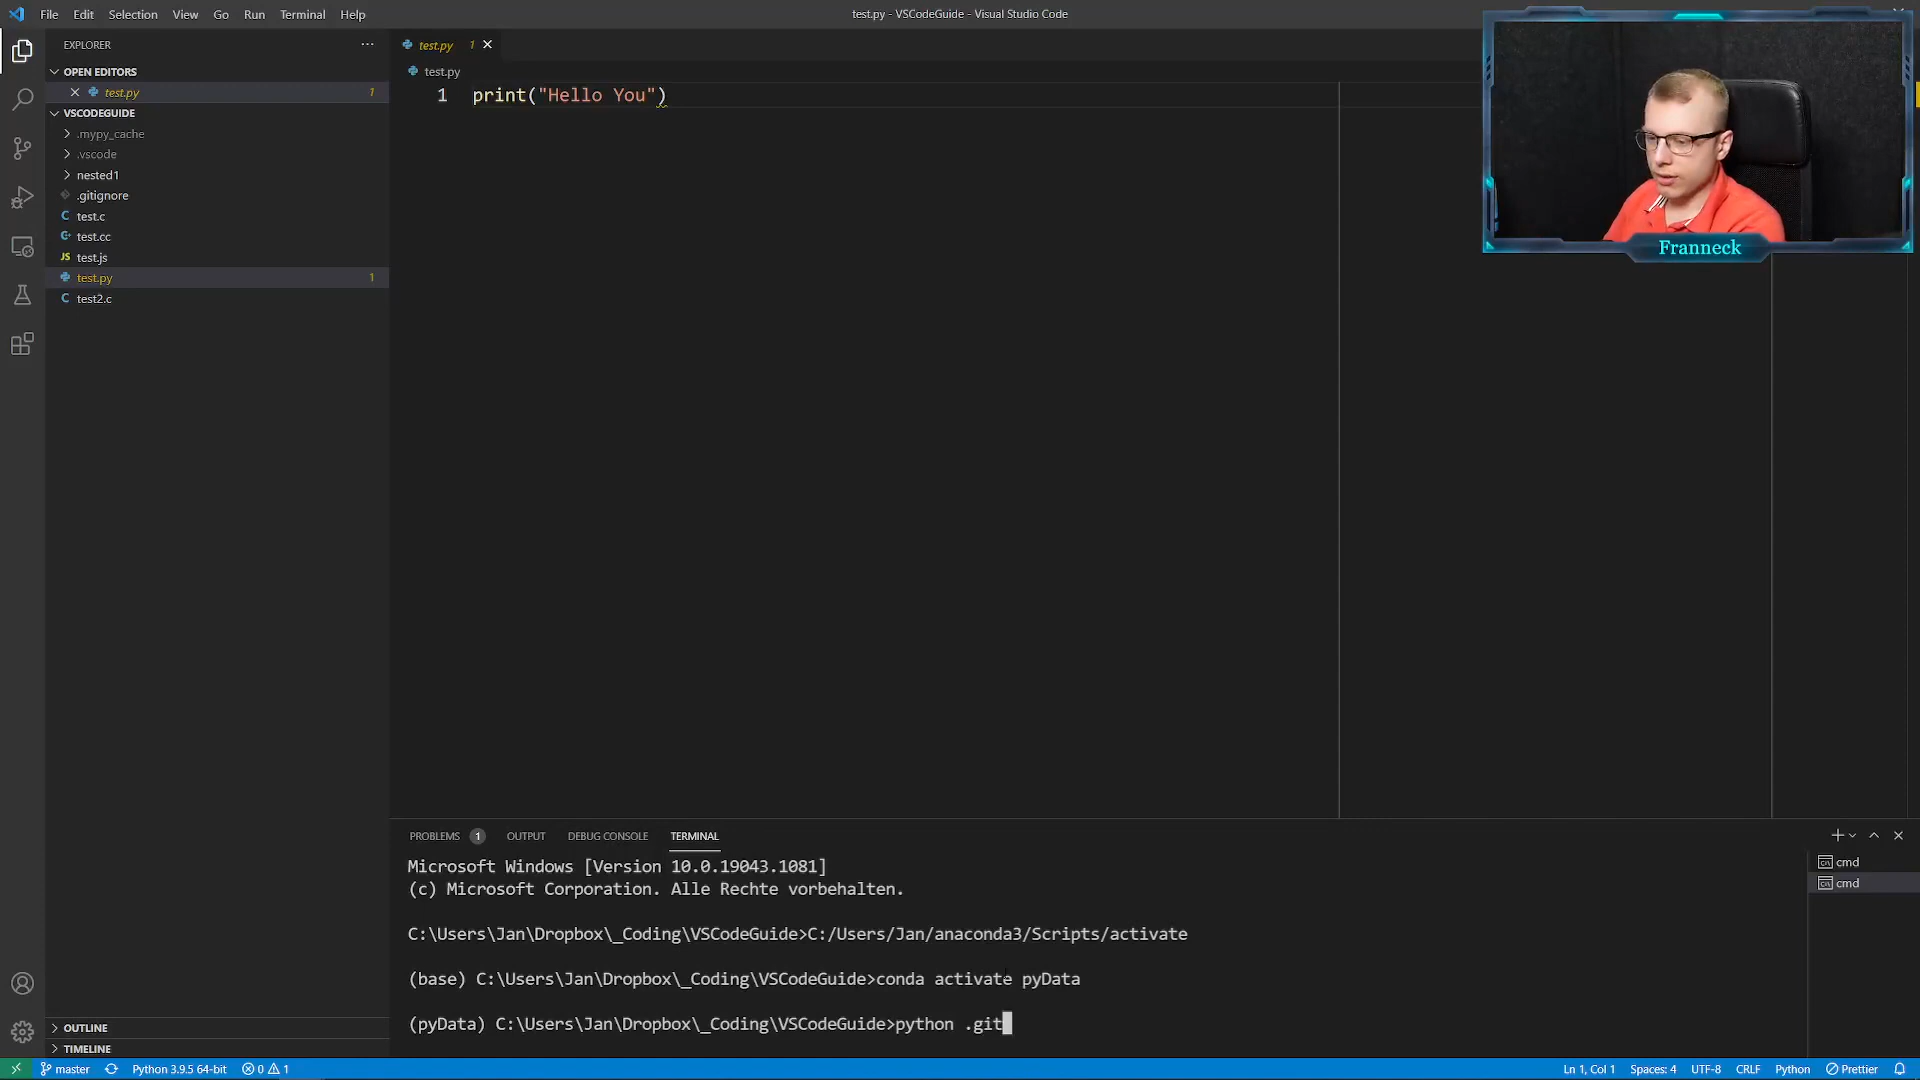 File Edit Selection View Go Run Terminal Help
test.py - VSCodeGuide - Visual Studio Code
EXPLORER
OPEN EDITORS
test.py 1
VSCODEGUIDE
.mypy_cache
.vscode
nested1
.gitignore
test.c
test.cc
JS test.js
test.py 1
test2.c
OUTLINE
TIMELINE
test.py 1
test.py
1 print("Hello You")
Franneck
PROBLEMS 1 OUTPUT DEBUG CONSOLE TERMINAL
Microsoft Windows [Version 10.0.19043.1081]
(c) Microsoft Corporation. Alle Rechte vorbehalten.
C:\Users\Jan\Dropbox\_Coding\VSCodeGuide>C:/Users/Jan/anaconda3/Scripts/activate
(base) C:\Users\Jan\Dropbox\_Coding\VSCodeGuide>conda activate pyData
(pyData) C:\Users\Jan\Dropbox\_Coding\VSCodeGuide>python .git
cmd
cmd
master Python 3.9.5 64-bit 0 1 Ln 1, Col 1 Spaces: 4 UTF-8 CRLF Python Prettier